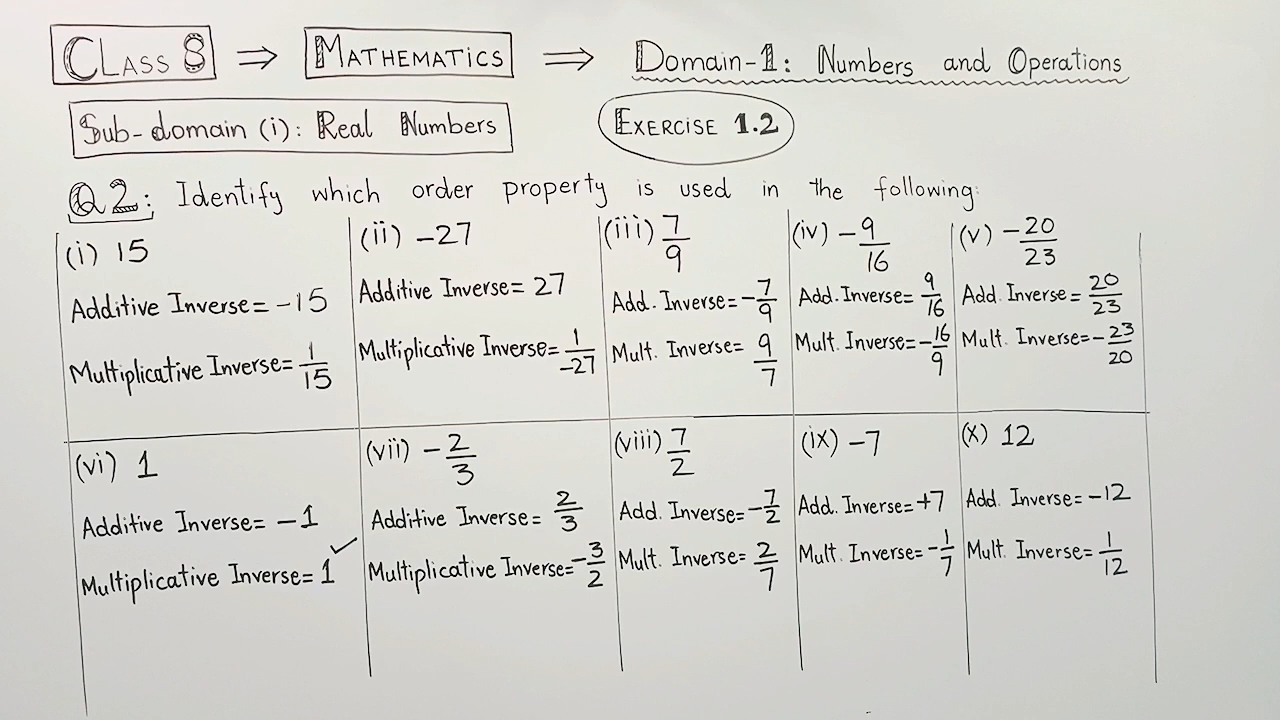 CLASS 8 ⇒ MATHEMATICS ⇒ Domain-1: Numbers and Operations
Sub-domain (i): Real Numbers EXERCISE 1.2
Q2: Identify which order property is used in the following:
(i) 15
Additive Inverse = -15
Multiplicative Inverse = 1/15
(ii) -27
Additive Inverse = 27
Multiplicative Inverse = 1/-27
(iii) 7/9
Add. Inverse = -7/9
Mult. Inverse = 9/7
(iv) -9/16
Add. Inverse = 9/16
Mult. Inverse = -16/9
(v) -20/23
Add. Inverse = 20/23
Mult. Inverse = -23/20
(vi) 1
Additive Inverse = -1
Multiplicative Inverse = 1 ✓
(vii) -2/3
Additive Inverse = 2/3
Multiplicative Inverse = -3/2
(viii) 7/2
Add. Inverse = -7/2
Mult. Inverse = 2/7
(ix) -7
Add. Inverse = +7
Mult. Inverse = -1/7
(x) 12
Add. Inverse = -12
Mult. Inverse = 1/12